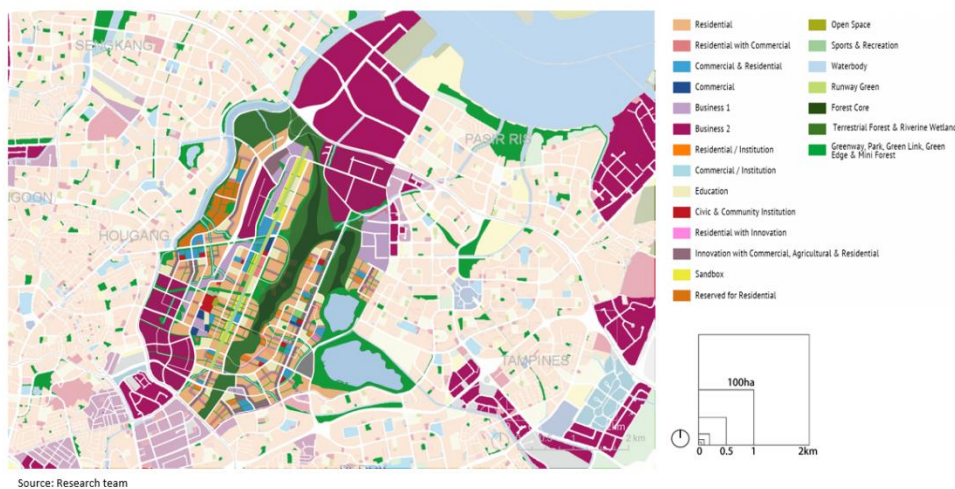 SENGKANG
PASIR RIS
HOUGANG
TAMPINES
2 km
Residential
Residential with Commercial
Commercial & Residential
Commercial
Business 1
Business 2
Residential / Institution
Commercial / Institution
Education
Civic & Community Institution
Residential with Innovation
Innovation with Commercial, Agricultural & Residential
Sandbox
Reserved for Residential
Open Space
Sports & Recreation
Waterbody
Runway Green
Forest Core
Terrestrial Forest & Riverine Wetland
Greenway, Park, Green Link, Green
Edge & Mini Forest
100ha
0 0.5 1 2km
Source: Research team